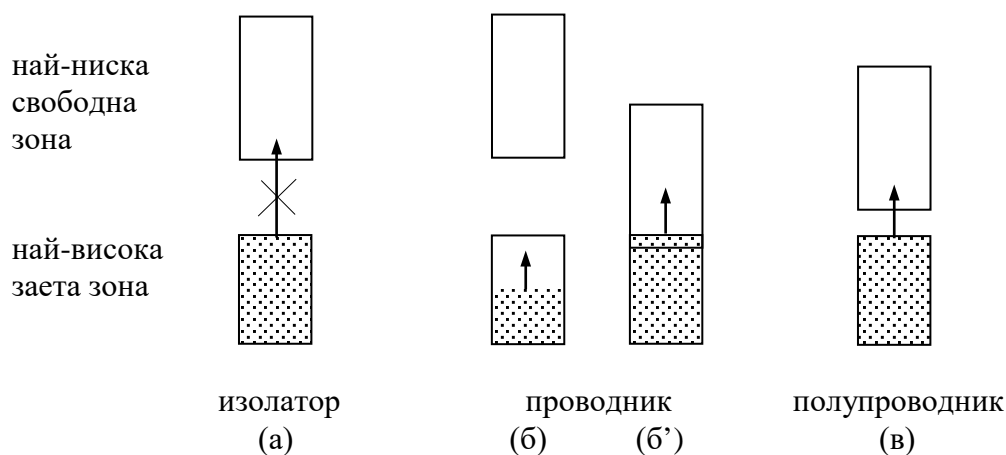 най-ниска
свободна
зона
най-висока
заета зона
изолатор
(а)
проводник
(б)
(б’)
полупроводник
(в)